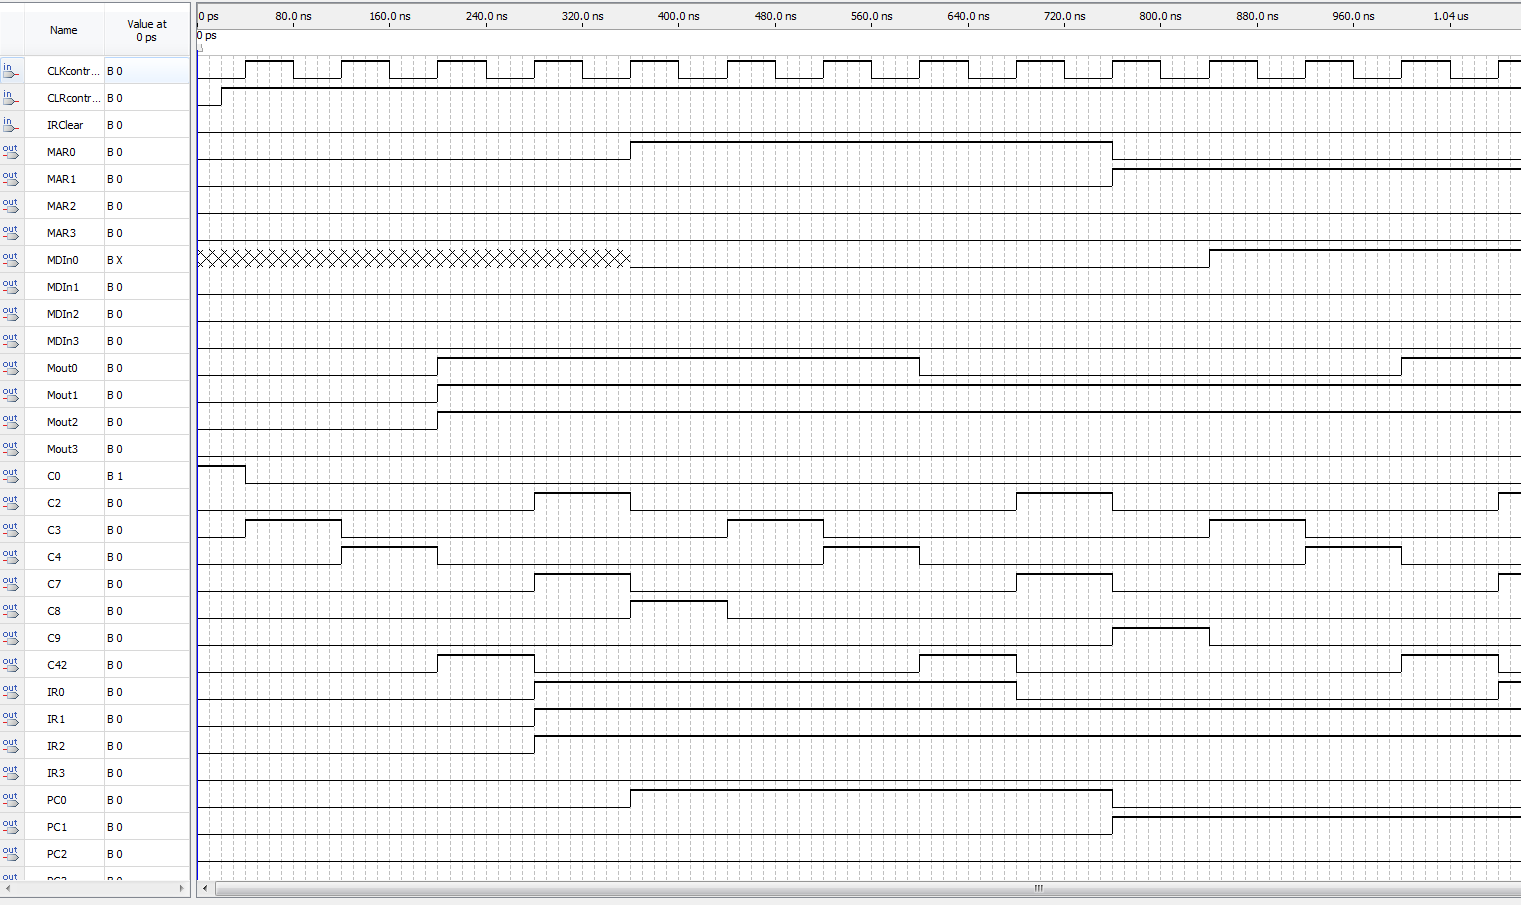 Name Value at 0 ps
0 ps 80.0 ns 160.0 ns 240.0 ns 320.0 ns 400.0 ns 480.0 ns 560.0 ns 640.0 ns 720.0 ns 800.0 ns 880.0 ns 960.0 ns 1.04 us
0 ps
in CLKcontr... B 0
in CLRcontr... B 0
in IRClear B 0
out MAR0 B 0
out MAR1 B 0
out MAR2 B 0
out MAR3 B 0
out MDIn0 B X
out MDIn1 B 0
out MDIn2 B 0
out MDIn3 B 0
out Mout0 B 0
out Mout1 B 0
out Mout2 B 0
out Mout3 B 0
out C0 B 1
out C2 B 0
out C3 B 0
out C4 B 0
out C7 B 0
out C8 B 0
out C9 B 0
out C42 B 0
out IR0 B 0
out IR1 B 0
out IR2 B 0
out IR3 B 0
out PC0 B 0
out PC1 B 0
out PC2 B 0
out